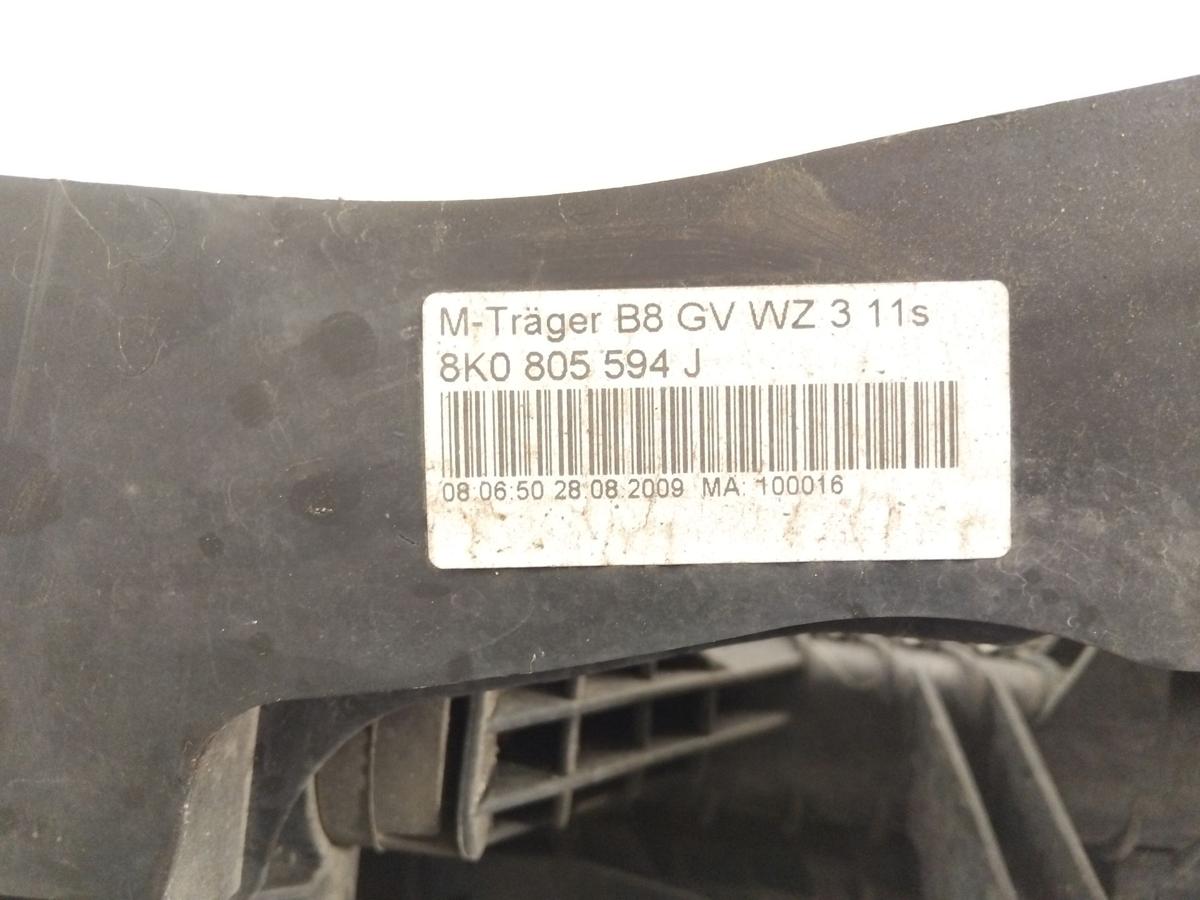 M-Träger B8 GV WZ 3 11s
8K0 805 594 J
08:06:50 28.08.2009 MA: 100016